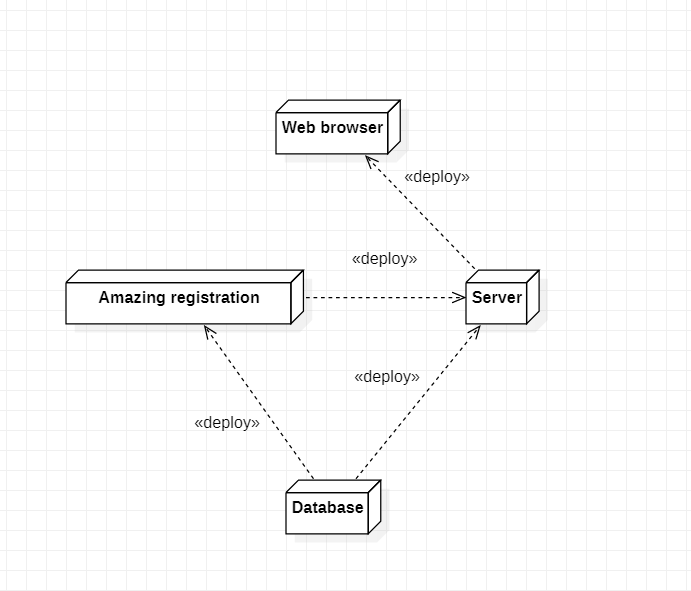 Web browser
«deploy»
«deploy»
Amazing registration
Server
«deploy»
«deploy»
Database